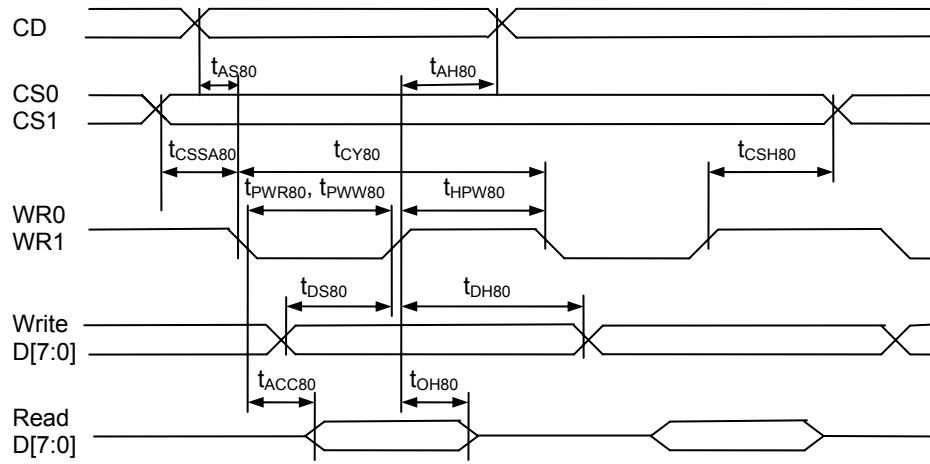 CD
tAS80 tAH80
CS0
CS1
tCSSA80 tCY80 tCSH80
tPWR80, tPWW80 tHPW80
WR0
WR1
tDS80 tDH80
Write
D[7:0]
tACC80 tOH80
Read
D[7:0]